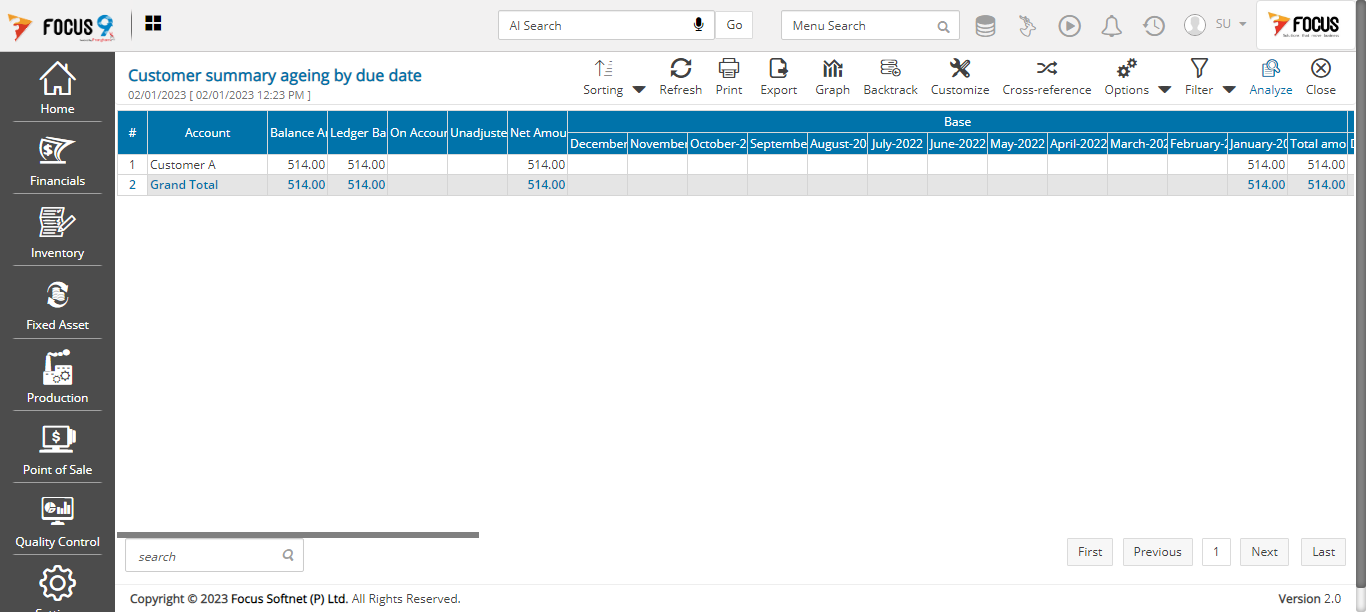 FOCUS 9
AI Search
Go
Menu Search
SU
FOCUS
Customer summary ageing by due date
02/01/2023 [ 02/01/2023 12:23 PM ]
Sorting Refresh Print Export Graph Backtrack Customize Cross-reference Options Filter Analyze Close
Home
Financials
Inventory
Fixed Asset
Production
Point of Sale
Quality Control
# Account Balance A Ledger Ba On Accour Unadjuste Net Amou Base
December November October-2 Septembe August-20 July-2022 June-2022 May-2022 April-2022 March-202 February-2 January-20 Total amo
1 Customer A 514.00 514.00 514.00 514.00 514.00
2 Grand Total 514.00 514.00 514.00 514.00 514.00
search
First Previous 1 Next Last
Copyright © 2023 Focus Softnet (P) Ltd. All Rights Reserved.
Version 2.0